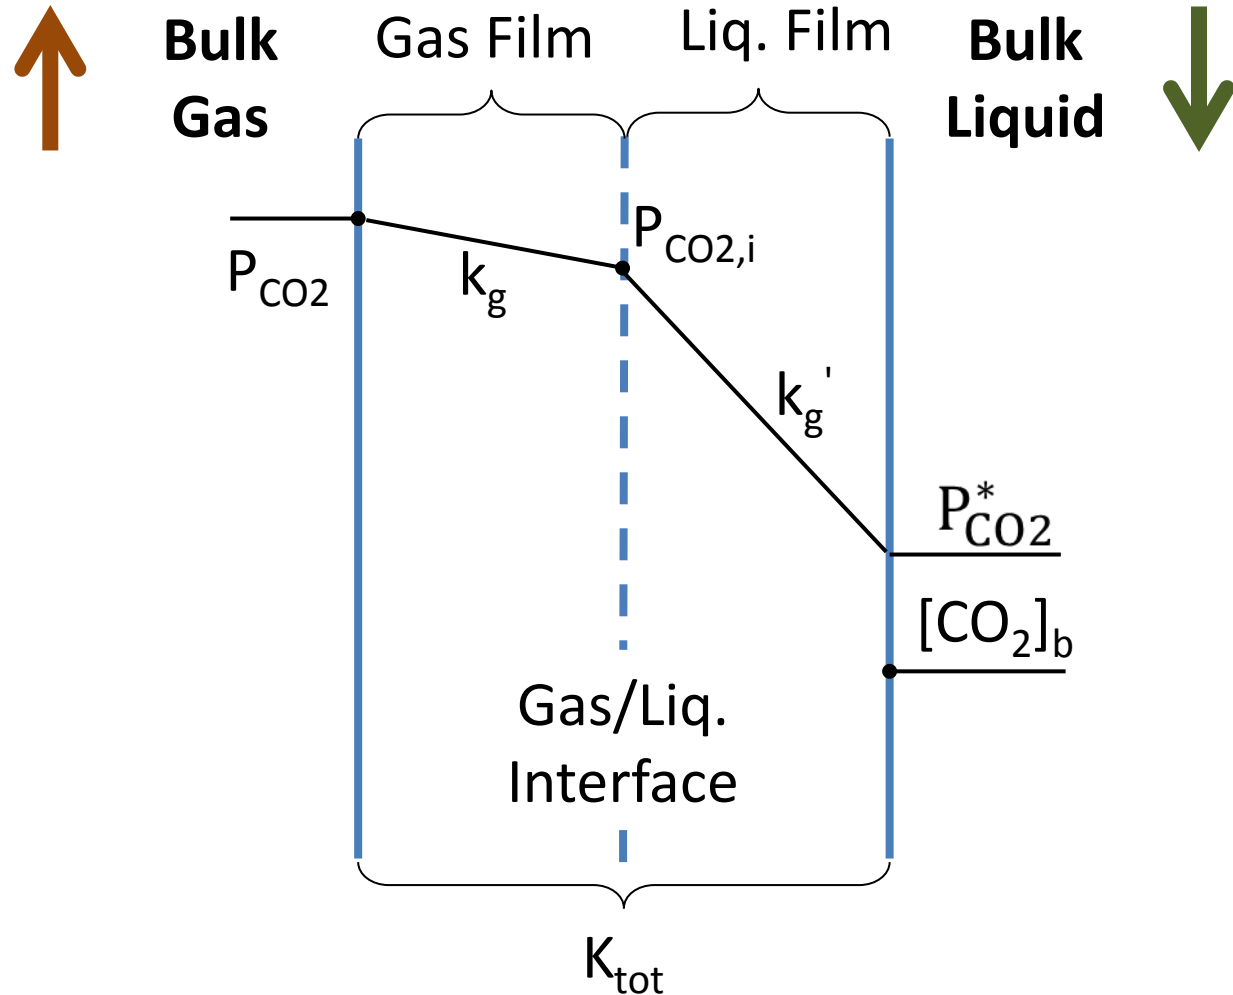 Bulk
Gas
Gas Film
Liq. Film
Bulk
Liquid
P_CO2
k_g
P_CO2,i
k_g'
P*_CO2
[CO₂]_b
Gas/Liq.
Interface
K_tot